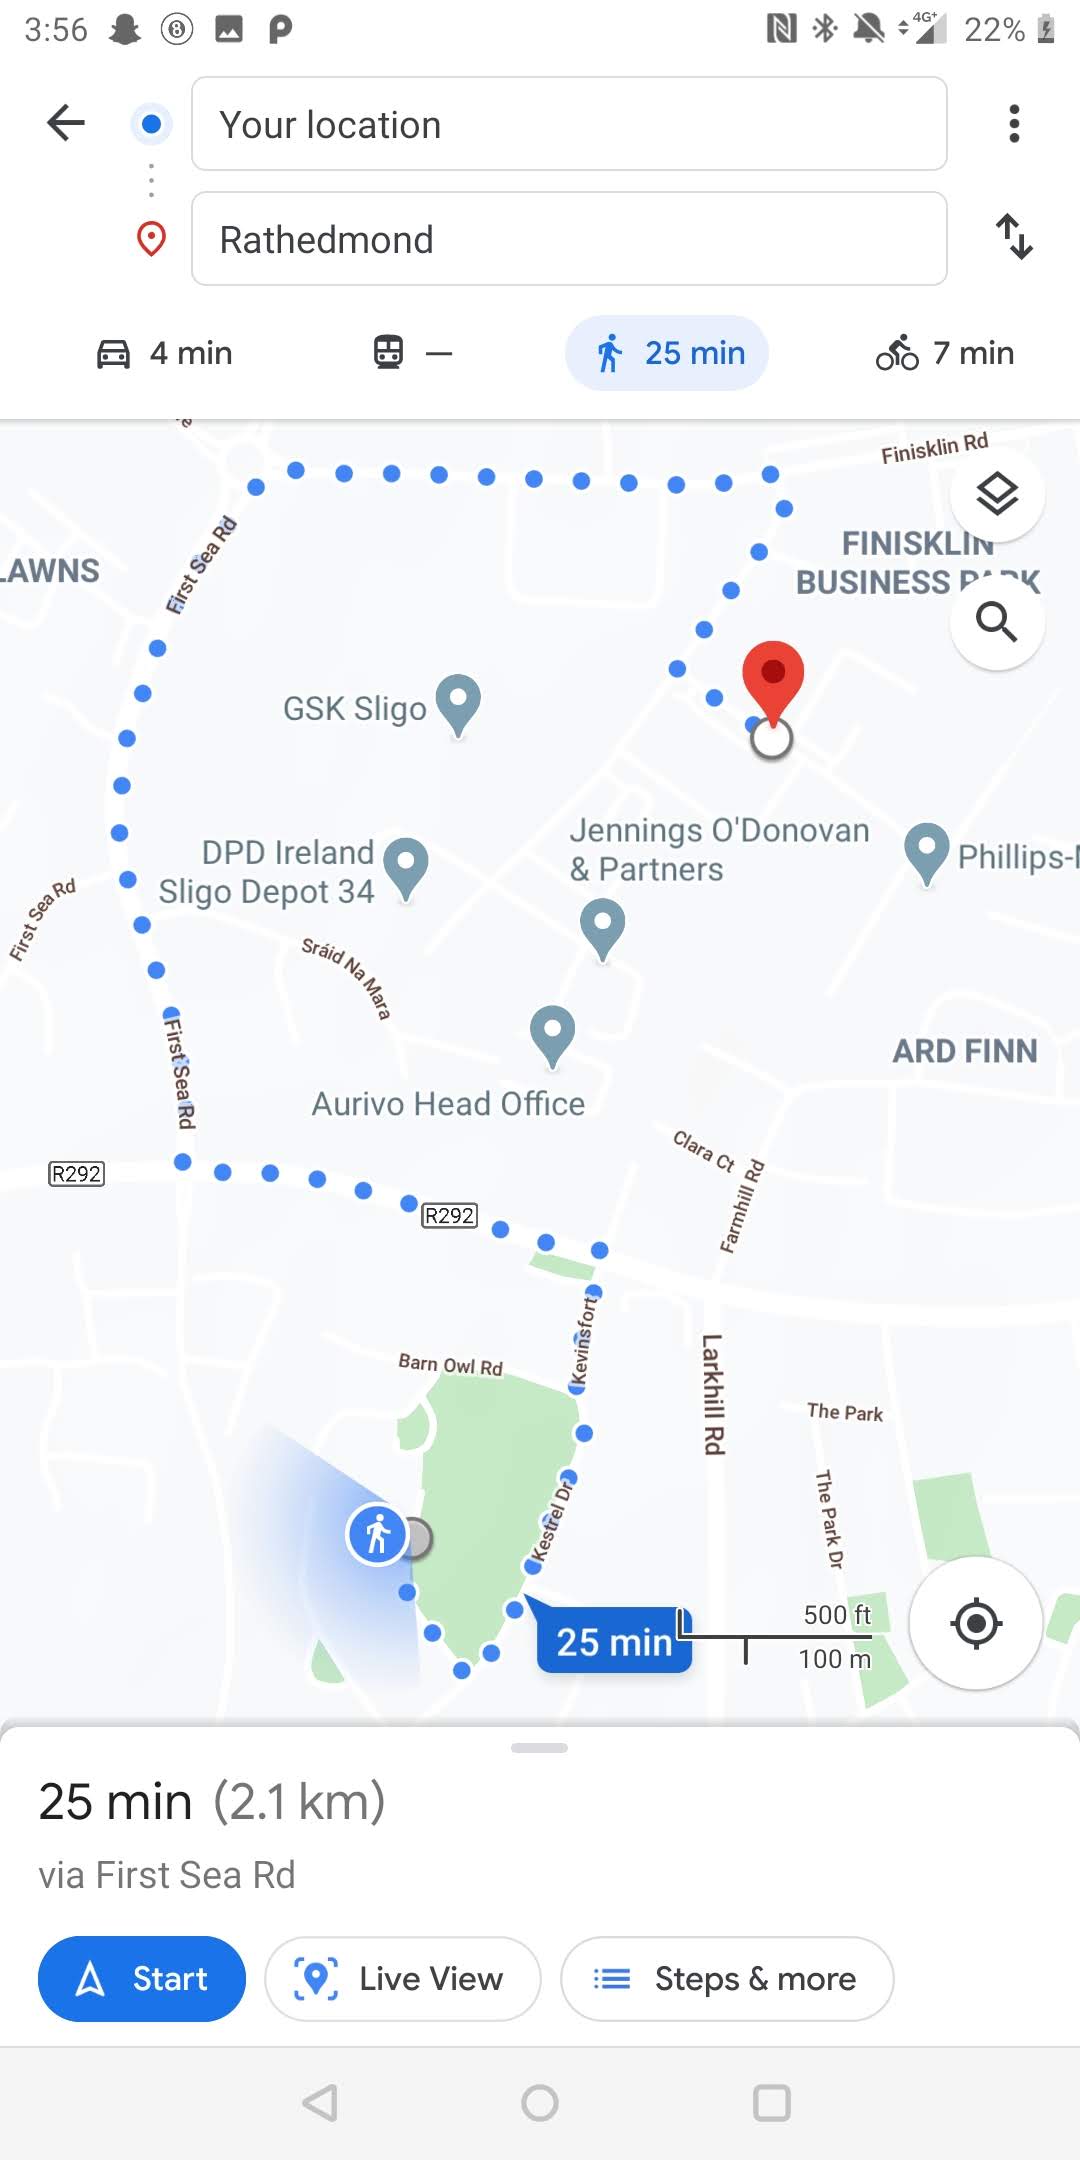 3:56
4G+
22%
Your location
Rathedmond
4 min
—
25 min
7 min
Finisklin Rd
First Sea Rd
FINISKLIN
BUSINESS PARK
LAWNS
GSK Sligo
Jennings O'Donovan
& Partners
DPD Ireland
Sligo Depot 34
Phillips-
First Sea Rd
Sráid Na Mara
First Sea Rd
ARD FINN
Aurivo Head Office
Clara Ct
Farmhill Rd
R292
R292
Kevinsfort
Barn Owl Rd
Larkhill Rd
The Park
The Park Dr
Kestrel Dr
25 min
500 ft
100 m
25 min (2.1 km)
via First Sea Rd
Start
Live View
Steps & more